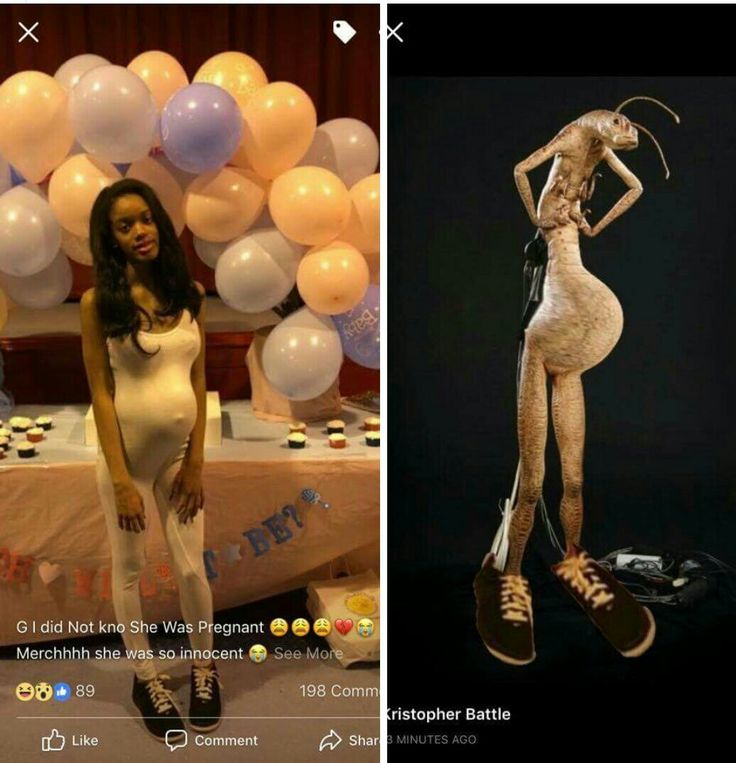 BE?
G I did Not kno She Was Pregnant 😩😩😩💔😭
Merchhhh she was so innocent 😭 See More
89
198 Comm
Like
Comment
Shar
Kristopher Battle
3 MINUTES AGO